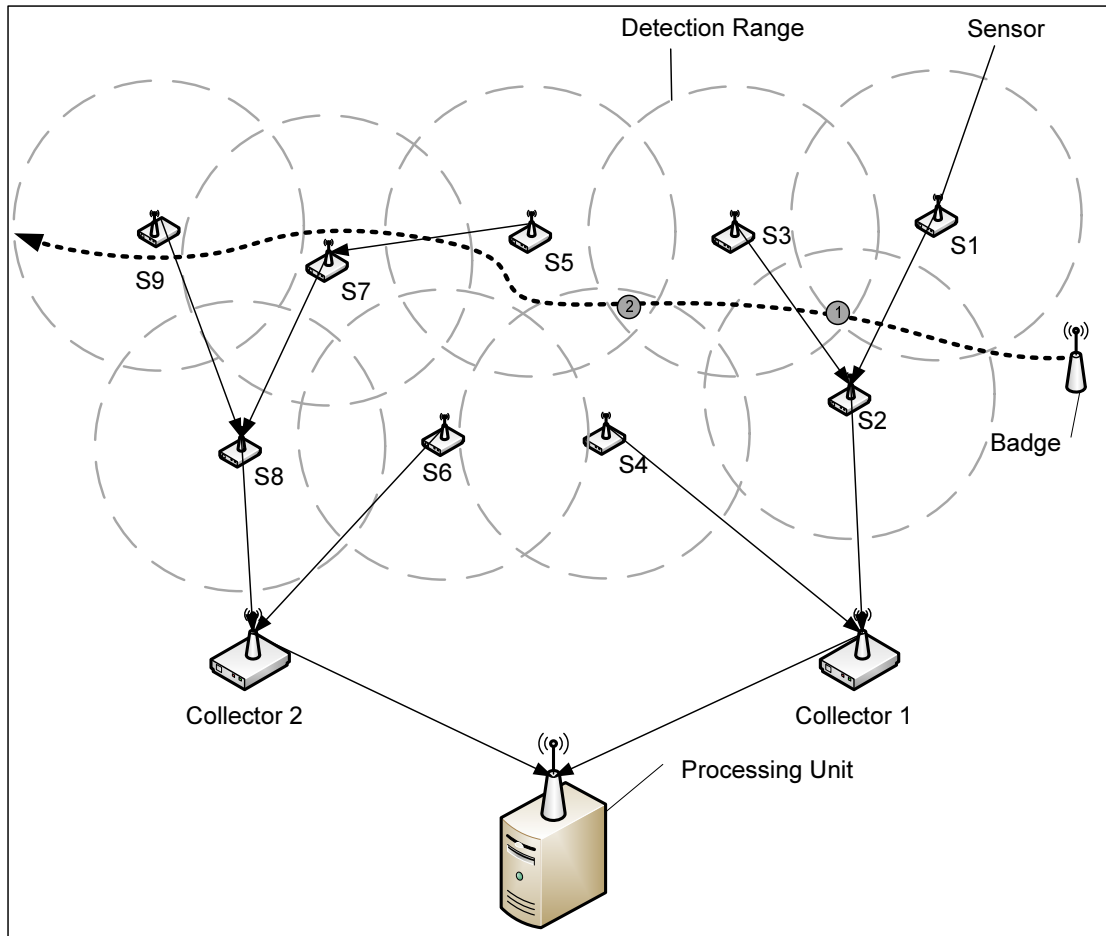 Detection Range
Sensor
S3
S1
S5
S9
S7
2
1
S2
Badge
S8
S6
S4
Collector 2
Collector 1
Processing Unit